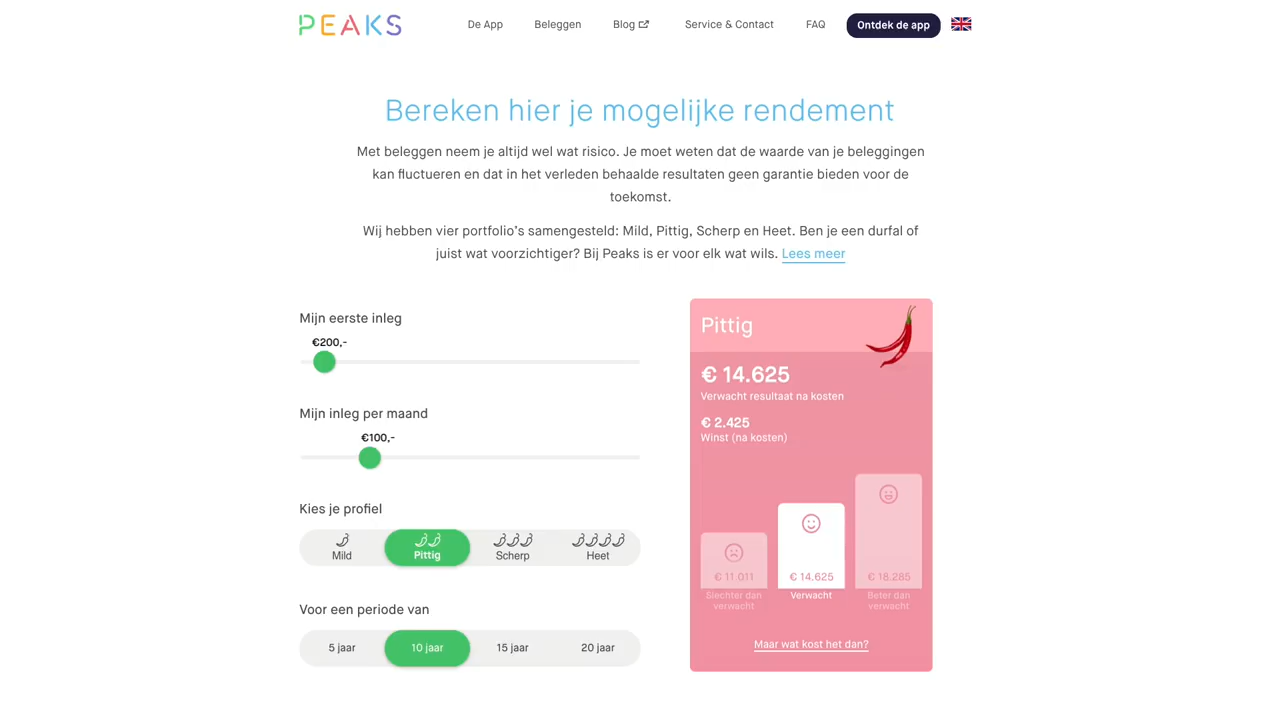 PEAKS
De App
Beleggen
Blog
Service & Contact
FAQ
Ontdek de app
Bereken hier je mogelijke rendement
Met beleggen neem je altijd wel wat risico. Je moet weten dat de waarde van je beleggingen
kan fluctueren en dat in het verleden behaalde resultaten geen garantie bieden voor de
toekomst.
Wij hebben vier portfolio's samengesteld: Mild, Pittig, Scherp en Heet. Ben je een durfal of
juist wat voorzichtiger? Bij Peaks is er voor elk wat wils. Lees meer
Mijn eerste inleg
€200,-
Mijn inleg per maand
€100,-
Kies je profiel
Mild
Pittig
Scherp
Heet
Voor een periode van
5 jaar
10 jaar
15 jaar
20 jaar
Pittig
€ 14.625
Verwacht resultaat na kosten
€ 2.425
Winst (na kosten)
€ 11.011
Slechter dan
verwacht
€ 14.625
Verwacht
€ 18.285
Beter dan
verwacht
Maar wat kost het dan?